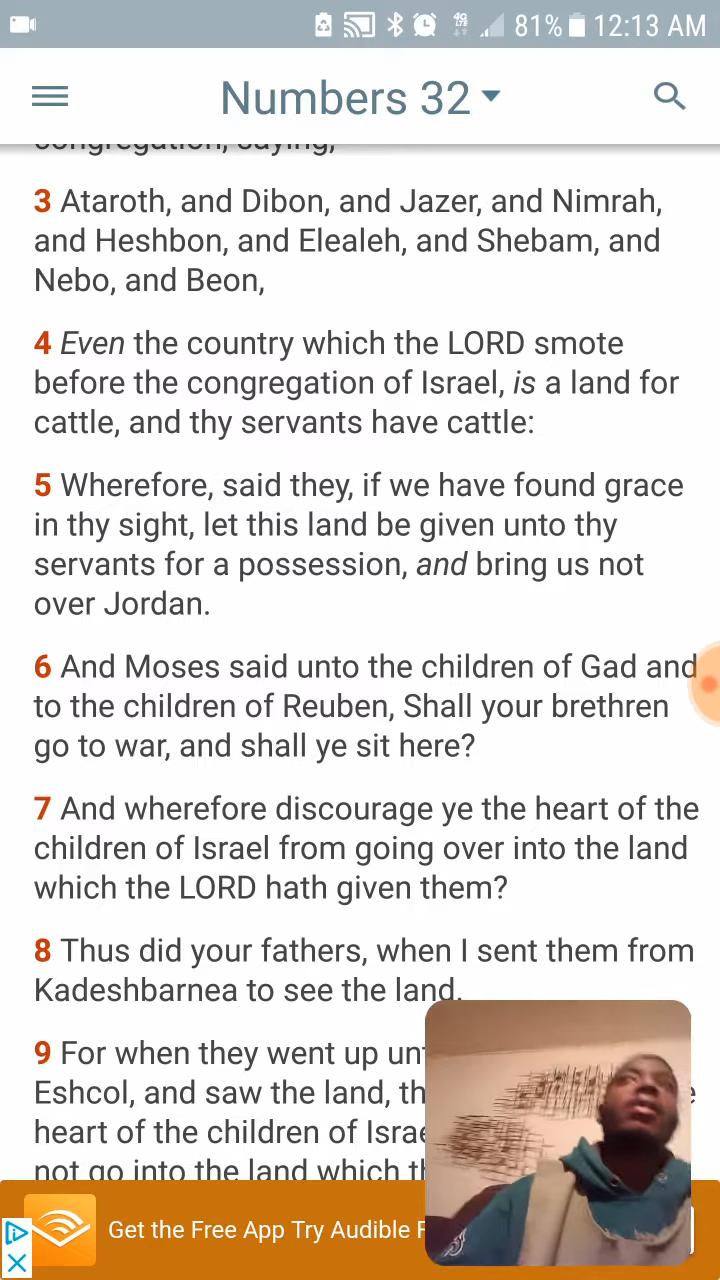 81% 12:13 AM
Numbers 32
congregation, saying,
3 Ataroth, and Dibon, and Jazer, and Nimrah,
and Heshbon, and Elealeh, and Shebam, and
Nebo, and Beon,
4 Even the country which the LORD smote
before the congregation of Israel, is a land for
cattle, and thy servants have cattle:
5 Wherefore, said they, if we have found grace
in thy sight, let this land be given unto thy
servants for a possession, and bring us not
over Jordan.
6 And Moses said unto the children of Gad and
to the children of Reuben, Shall your brethren
go to war, and shall ye sit here?
7 And wherefore discourage ye the heart of the
children of Israel from going over into the land
which the LORD hath given them?
8 Thus did your fathers, when I sent them from
Kadeshbarnea to see the land.
9 For when they went up
Eshcol, and saw the land,
heart of the children of
not go into the land which
Get the Free App Try Audible